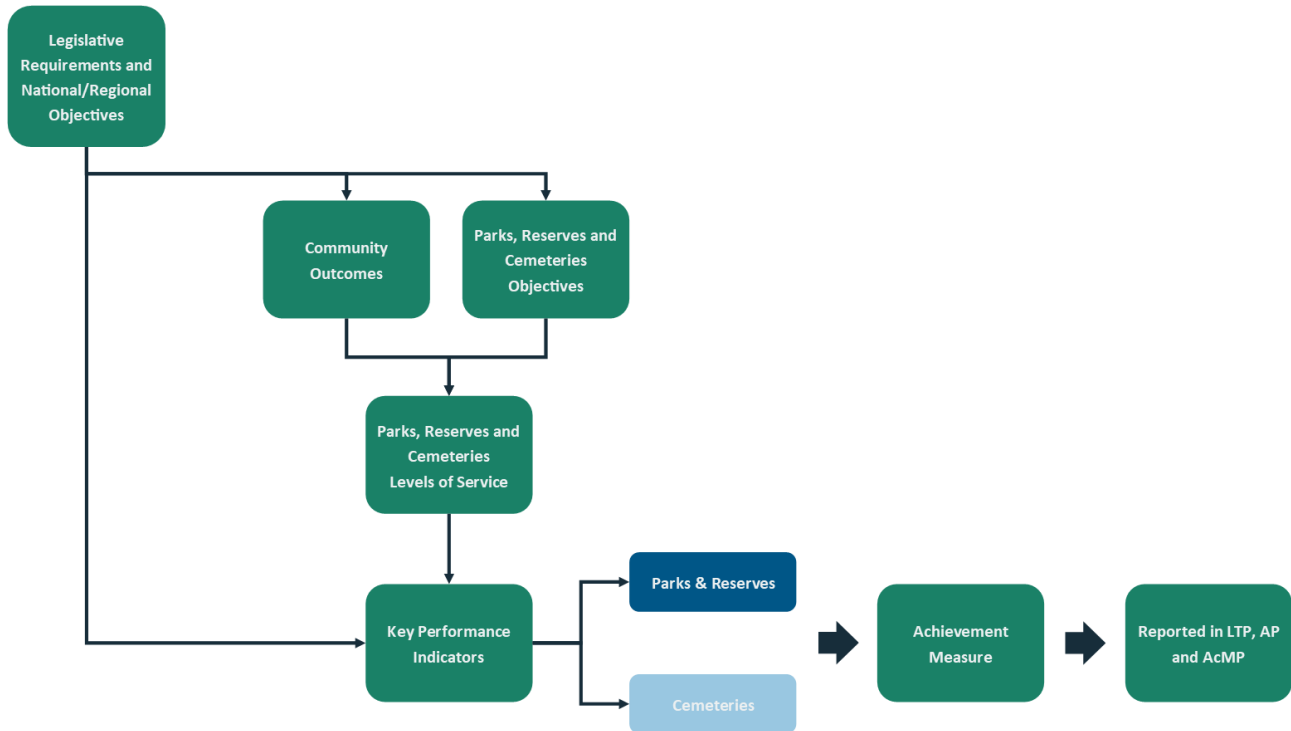 Legislative
Requirements and
National/Regional
Objectives
Community
Outcomes
Parks, Reserves and
Cemeteries
Objectives
Parks, Reserves and
Cemeteries
Levels of Service
Key Performance
Indicators
Parks & Reserves
Cemeteries
Achievement
Measure
Reported in LTP, AP
and AcMP